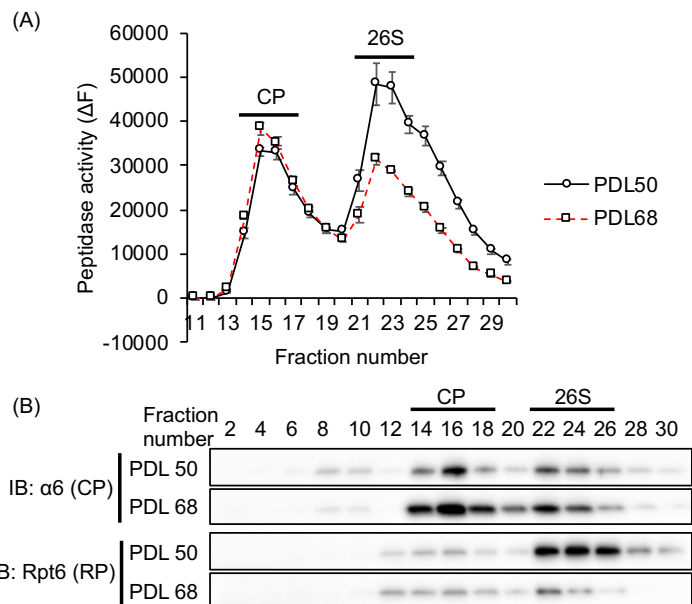 (A)
60000
50000
40000
30000
20000
10000
0
-10000
Peptidase activity (ΔF)
CP
26S
PDL50
PDL68
11 13 15 17 19 21 23 25 27 29
Fraction number
(B)
CP 26S
Fraction
number 2 4 6 8 10 12 14 16 18 20 22 24 26 28 30
IB: α6 (CP)
PDL 50
PDL 68
B: Rpt6 (RP)
PDL 50
PDL 68